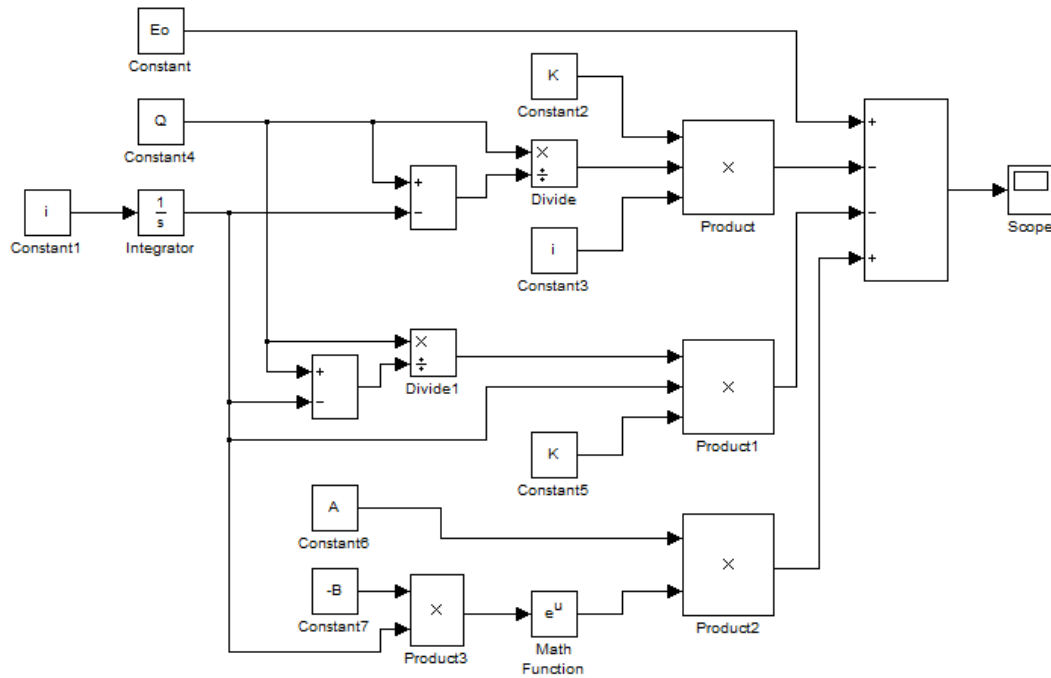 Eo
Constant
K
Constant2
Q
Constant4
×
÷
Divide
+
−
×
Product
+
−
−
+
Scope
i
Constant1
1
s
Integrator
i
Constant3
×
÷
Divide1
+
−
×
Product1
K
Constant5
A
Constant6
×
Product2
-B
Constant7
×
Product3
eu
Math
Function